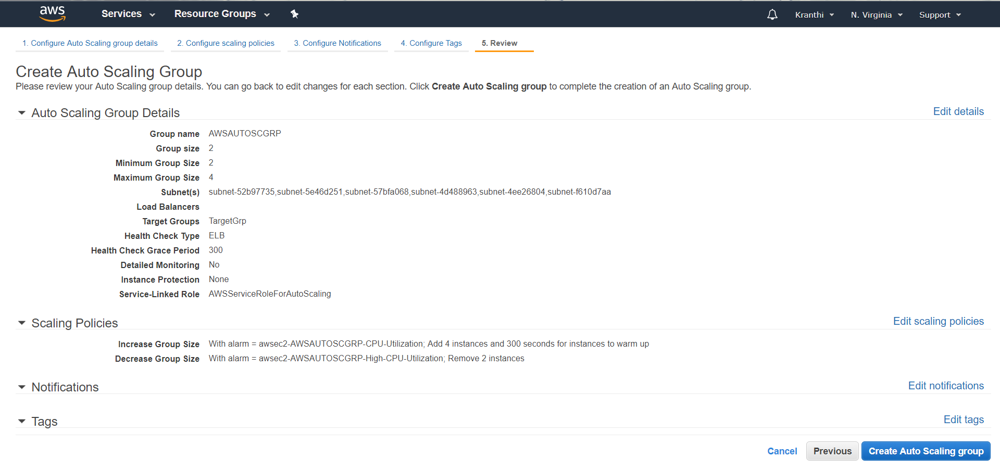 aws Services Resource Groups Kranthi N. Virginia Support
1. Configure Auto Scaling group details 2. Configure scaling policies 3. Configure Notifications 4. Configure Tags 5. Review
Create Auto Scaling Group
Please review your Auto Scaling group details. You can go back to edit changes for each section. Click Create Auto Scaling group to complete the creation of an Auto Scaling group.
Auto Scaling Group Details Edit details
Group name AWSAUTOSCGRP
Group size 2
Minimum Group Size 2
Maximum Group Size 4
Subnet(s) subnet-52b97735,subnet-5e46d251,subnet-57bfa068,subnet-4d488963,subnet-4ee26804,subnet-f610d7aa
Load Balancers
Target Groups TargetGrp
Health Check Type ELB
Health Check Grace Period 300
Detailed Monitoring No
Instance Protection None
Service-Linked Role AWSServiceRoleForAutoScaling
Scaling Policies Edit scaling policies
Increase Group Size With alarm = awsec2-AWSAUTOSCGRP-CPU-Utilization; Add 4 instances and 300 seconds for instances to warm up
Decrease Group Size With alarm = awsec2-AWSAUTOSCGRP-High-CPU-Utilization; Remove 2 instances
Notifications Edit notifications
Tags Edit tags
Cancel Previous Create Auto Scaling group